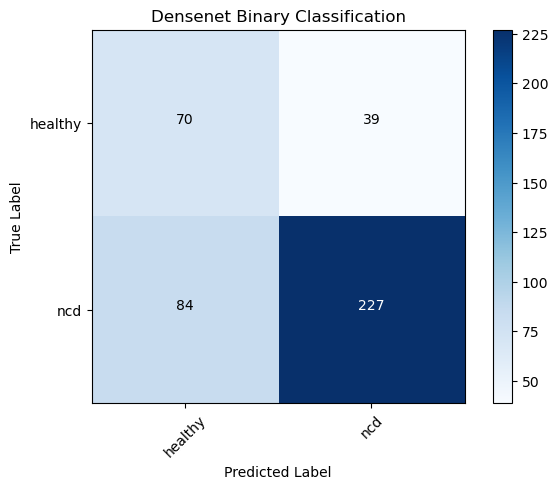 Densenet Binary Classification
healthy
ncd
True Label
70
39
84
227
healthy
ncd
Predicted Label
225
200
175
150
125
100
75
50